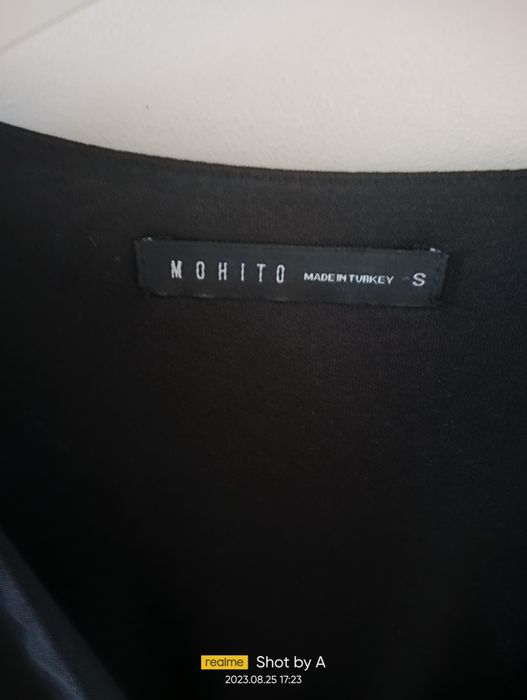 MOHITO MADE IN TURKEY S
realme Shot by A
2023.08.25 17:23